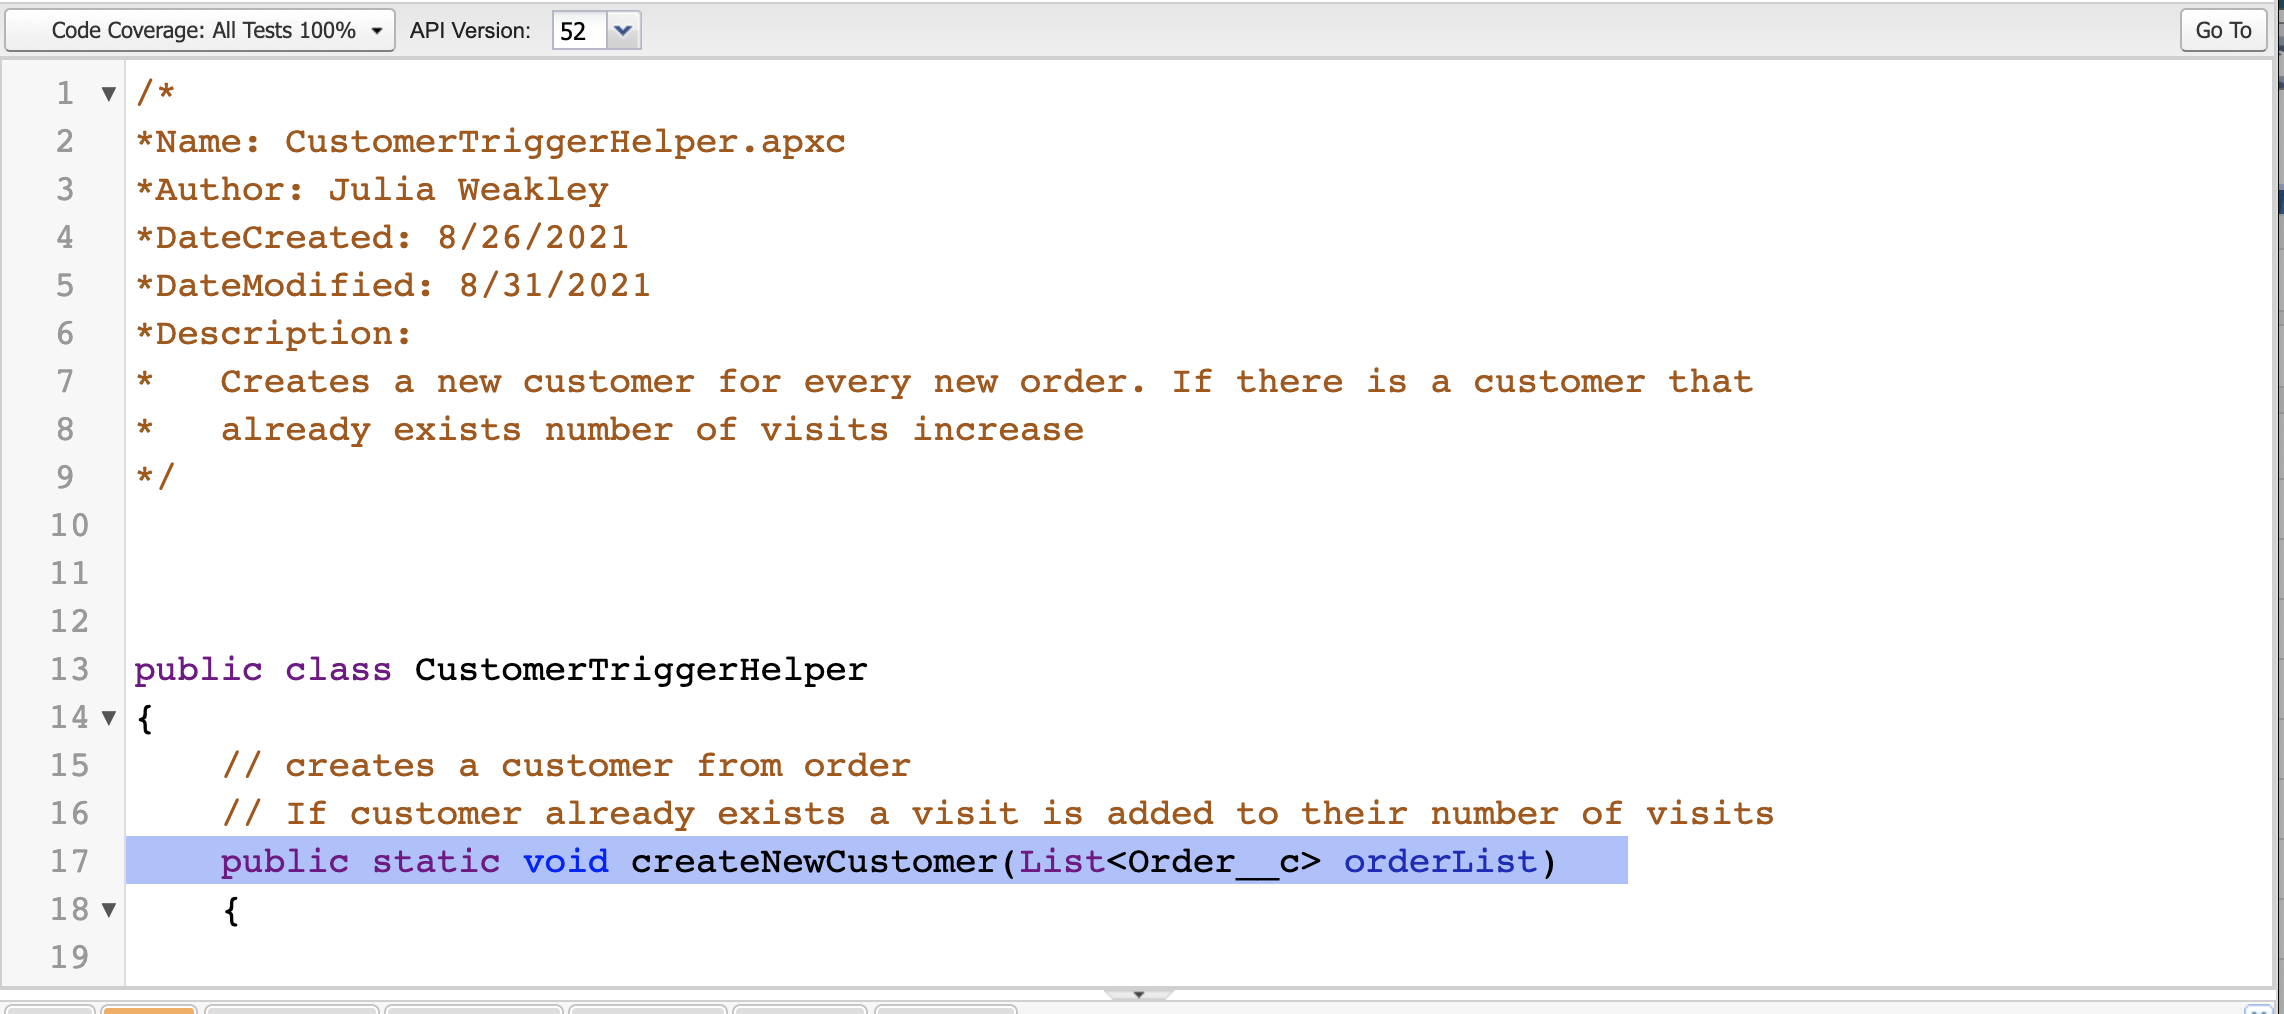 Code Coverage: All Tests 100% API Version: 52 Go To
1 /*
2 *Name: CustomerTriggerHelper.apxc
3 *Author: Julia Weakley
4 *DateCreated: 8/26/2021
5 *DateModified: 8/31/2021
6 *Description:
7 *   Creates a new customer for every new order. If there is a customer that
8 *   already exists number of visits increase
9 */
10
11
12
13 public class CustomerTriggerHelper
14 {
15     // creates a customer from order
16     // If customer already exists a visit is added to their number of visits
17     public static void createNewCustomer(List<Order__c> orderList)
18     {
19